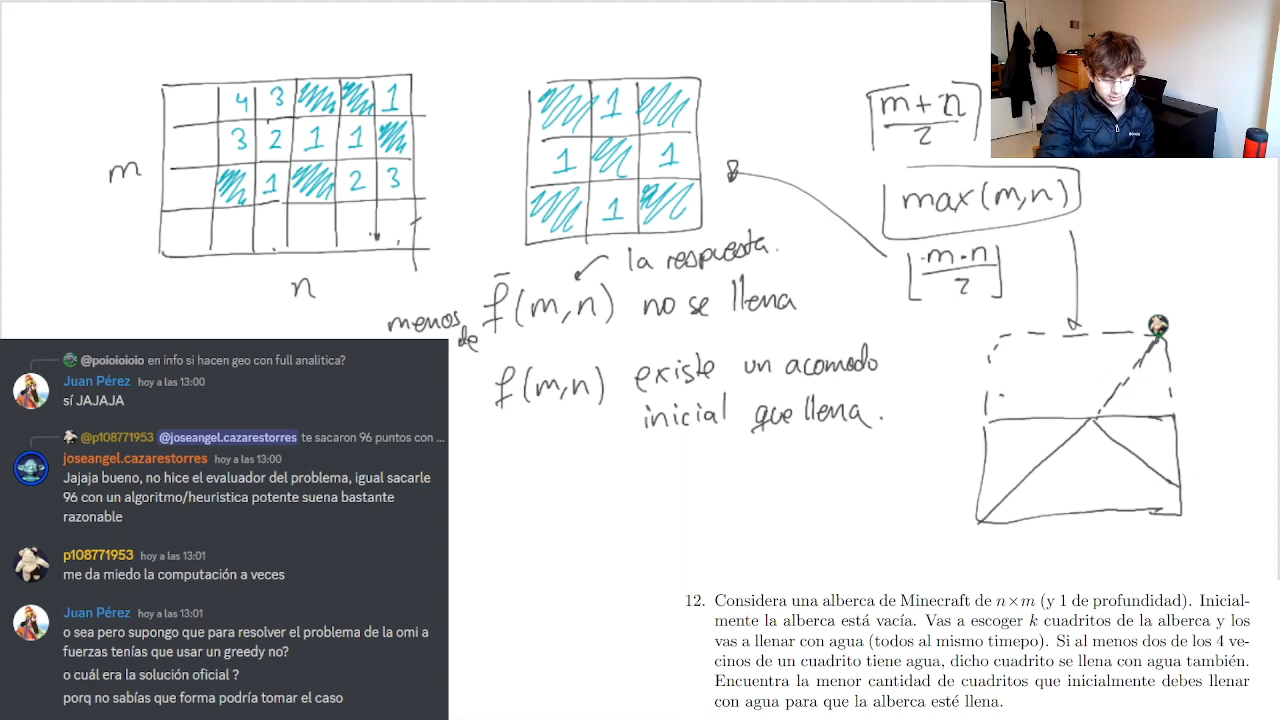 4 3 1
3 2 1 1
1 2 3
m
n
1
1 1
1
⌈m+n/2⌉
max(m,n)
⌊m·n/2⌋
la respuesta.
menos de f̄(m,n) no se llena
f(m,n) existe un acomodo
inicial que llena.
@poioioioio en info si hacen geo con full analitica?
Juan Pérez hoy a las 13:00
sí JAJAJA
@p108771953 @joseangel.cazarestorres te sacaron 96 puntos con ...
joseangel.cazarestorres hoy a las 13:00
Jajaja bueno, no hice el evaluador del problema, igual sacarle
96 con un algoritmo/heuristica potente suena bastante
razonable
p108771953 hoy a las 13:01
me da miedo la computación a veces
Juan Pérez hoy a las 13:01
o sea pero supongo que para resolver el problema de la omi a
fuerzas tenías que usar un greedy no?
o cuál era la solución oficial ?
porq no sabías que forma podría tomar el caso
12. Considera una alberca de Minecraft de n×m (y 1 de profundidad). Inicial-
mente la alberca está vacía. Vas a escoger k cuadritos de la alberca y los
vas a llenar con agua (todos al mismo timepo). Si al menos dos de los 4 ve-
cinos de un cuadrito tiene agua, dicho cuadrito se llena con agua también.
Encuentra la menor cantidad de cuadritos que inicialmente debes llenar
con agua para que la alberca esté llena.